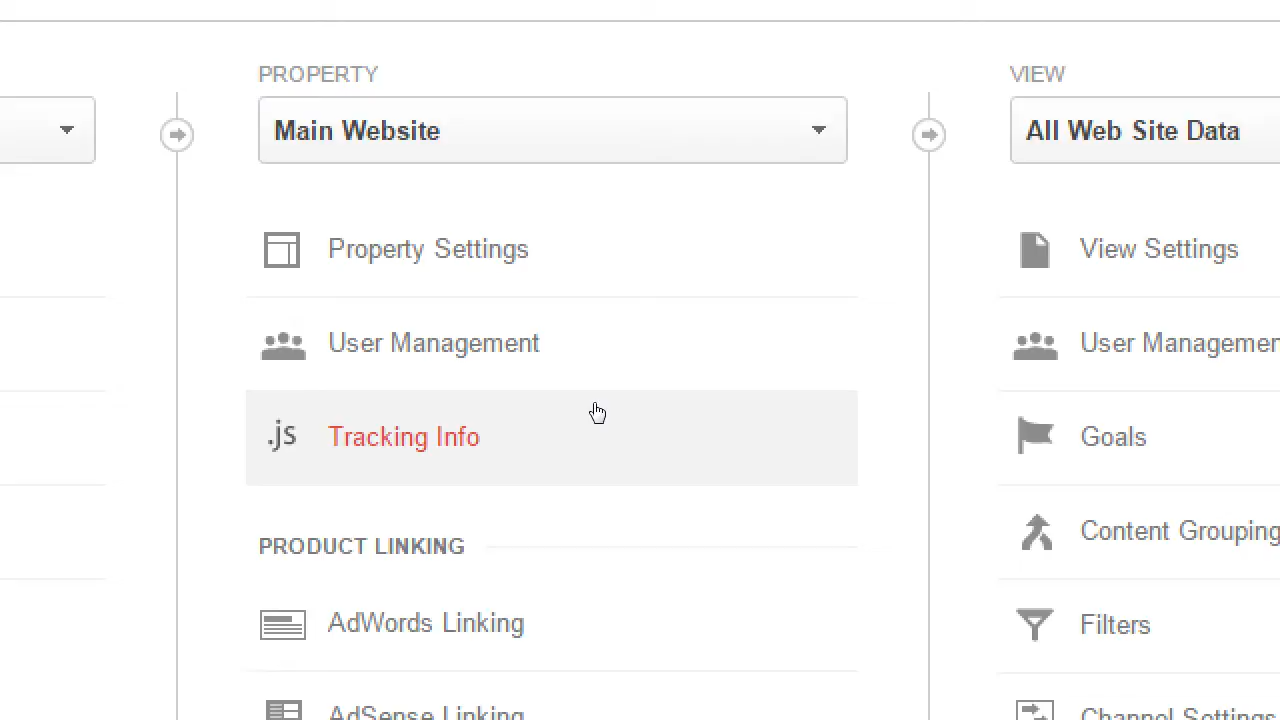 PROPERTY
Main Website
Property Settings
User Management
.js Tracking Info
PRODUCT LINKING
AdWords Linking
AdSense Linking
VIEW
All Web Site Data
View Settings
User Managemen
Goals
Content Grouping
Filters
Channel Settings